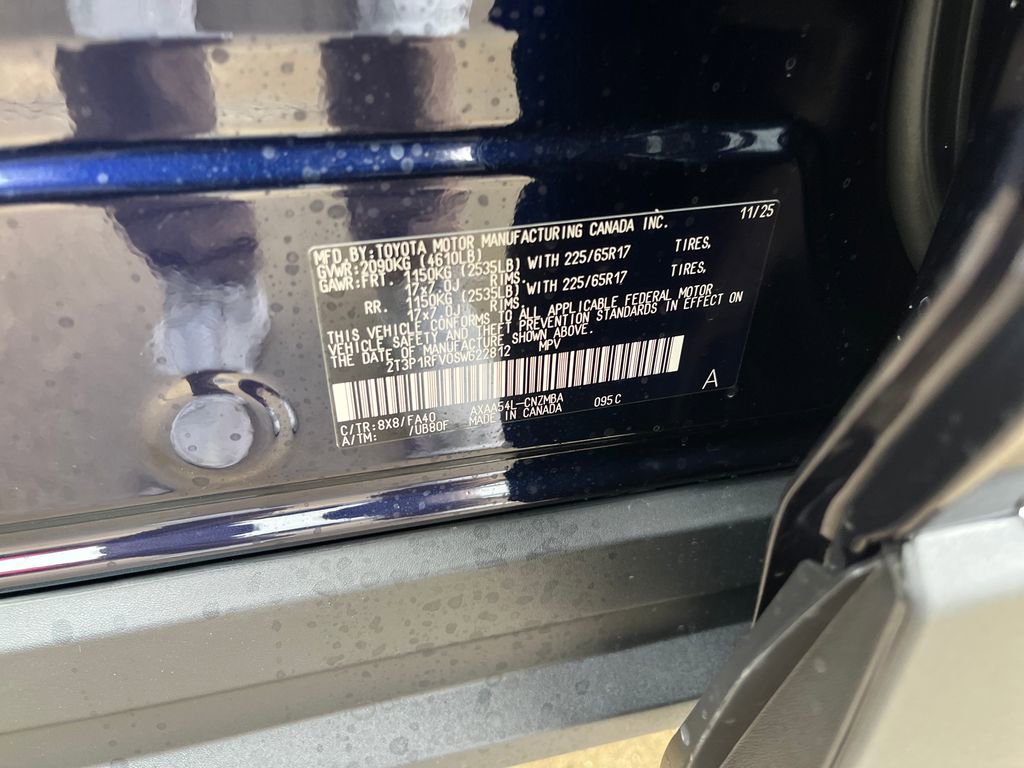 11/25
MFD.BY:TOYOTA MOTOR MANUFACTURING CANADA INC.
GVWR:2090KG (4610LB)
GAWR:FRT. 1150KG (2535LB) WITH 225/65R17 TIRES,
17x7.0J RIMS,
RR. 1150KG (2535LB) WITH 225/65R17 TIRES,
17x7.0J RIMS.
THIS VEHICLE CONFORMS TO ALL APPLICABLE FEDERAL MOTOR
VEHICLE SAFETY AND THEFT PREVENTION STANDARDS IN EFFECT ON
THE DATE OF MANUFACTURE SHOWN ABOVE.
2T3P1RFV0SW622812 MPV
C/TR:8X8/FA40 AXAA54L-CNZMBA 095C
A/TM: /UB80F MADE IN CANADA
A